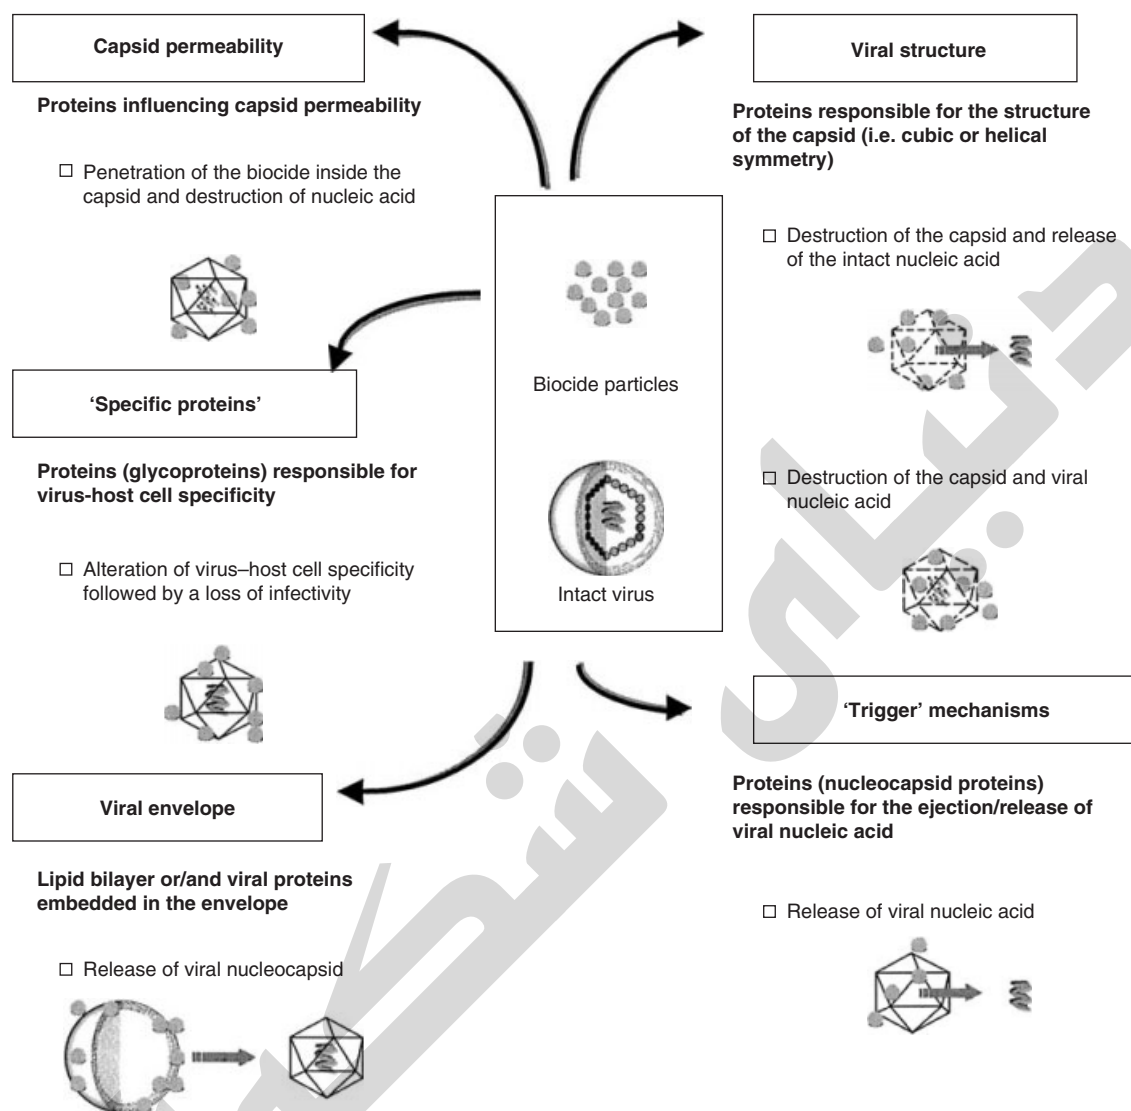 Capsid permeability
Proteins influencing capsid permeability
□ Penetration of the biocide inside the
capsid and destruction of nucleic acid
'Specific proteins'
Proteins (glycoproteins) responsible for
virus-host cell specificity
□ Alteration of virus–host cell specificity
followed by a loss of infectivity
Viral envelope
Lipid bilayer or/and viral proteins
embedded in the envelope
□ Release of viral nucleocapsid
Biocide particles
Intact virus
Viral structure
Proteins responsible for the structure
of the capsid (i.e. cubic or helical
symmetry)
□ Destruction of the capsid and release
of the intact nucleic acid
□ Destruction of the capsid and viral
nucleic acid
'Trigger' mechanisms
Proteins (nucleocapsid proteins)
responsible for the ejection/release of
viral nucleic acid
□ Release of viral nucleic acid